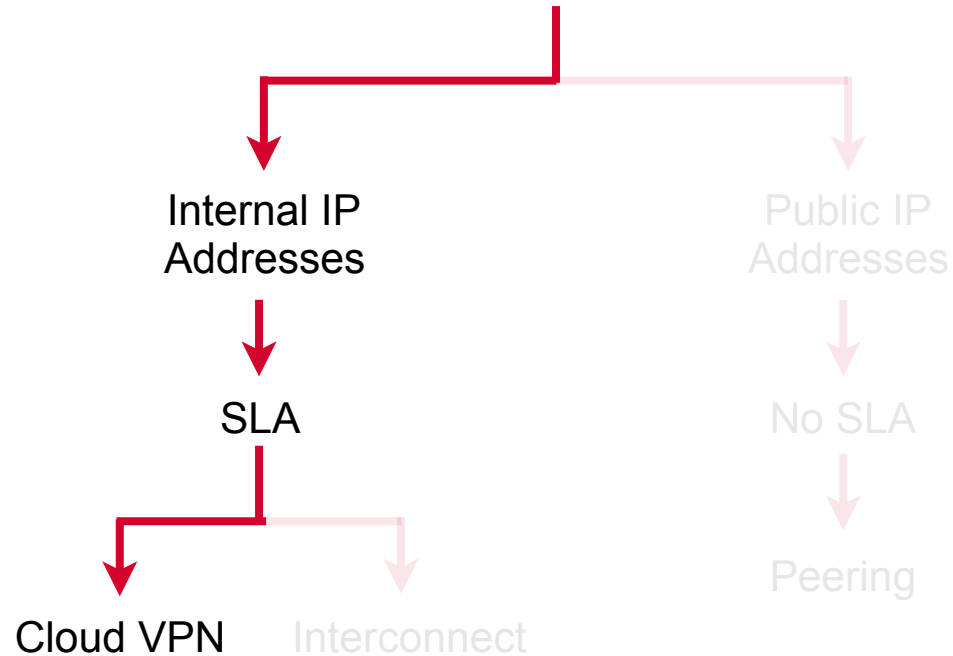 Internal IP
Addresses
Public IP
Addresses
SLA
No SLA
Peering
Cloud VPN
Interconnect